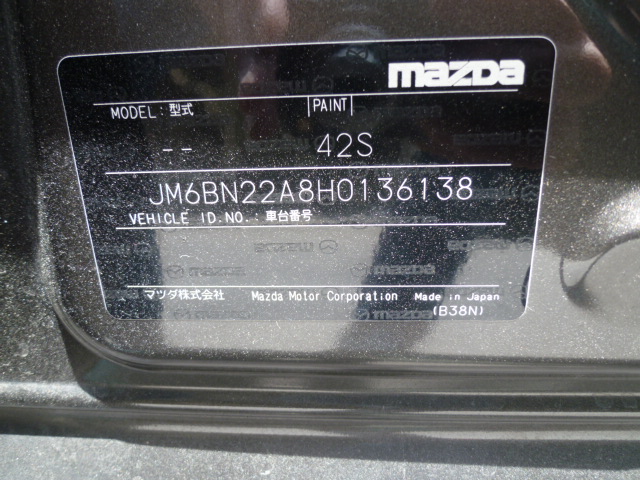 mazda
MODEL: 型式 PAINT
-- 42S
JM6BN22A8H0136138
VEHICLE ID.NO.: 車台番号
マツダ株式会社 Mazda Motor Corporation Made in Japan
(B38N)